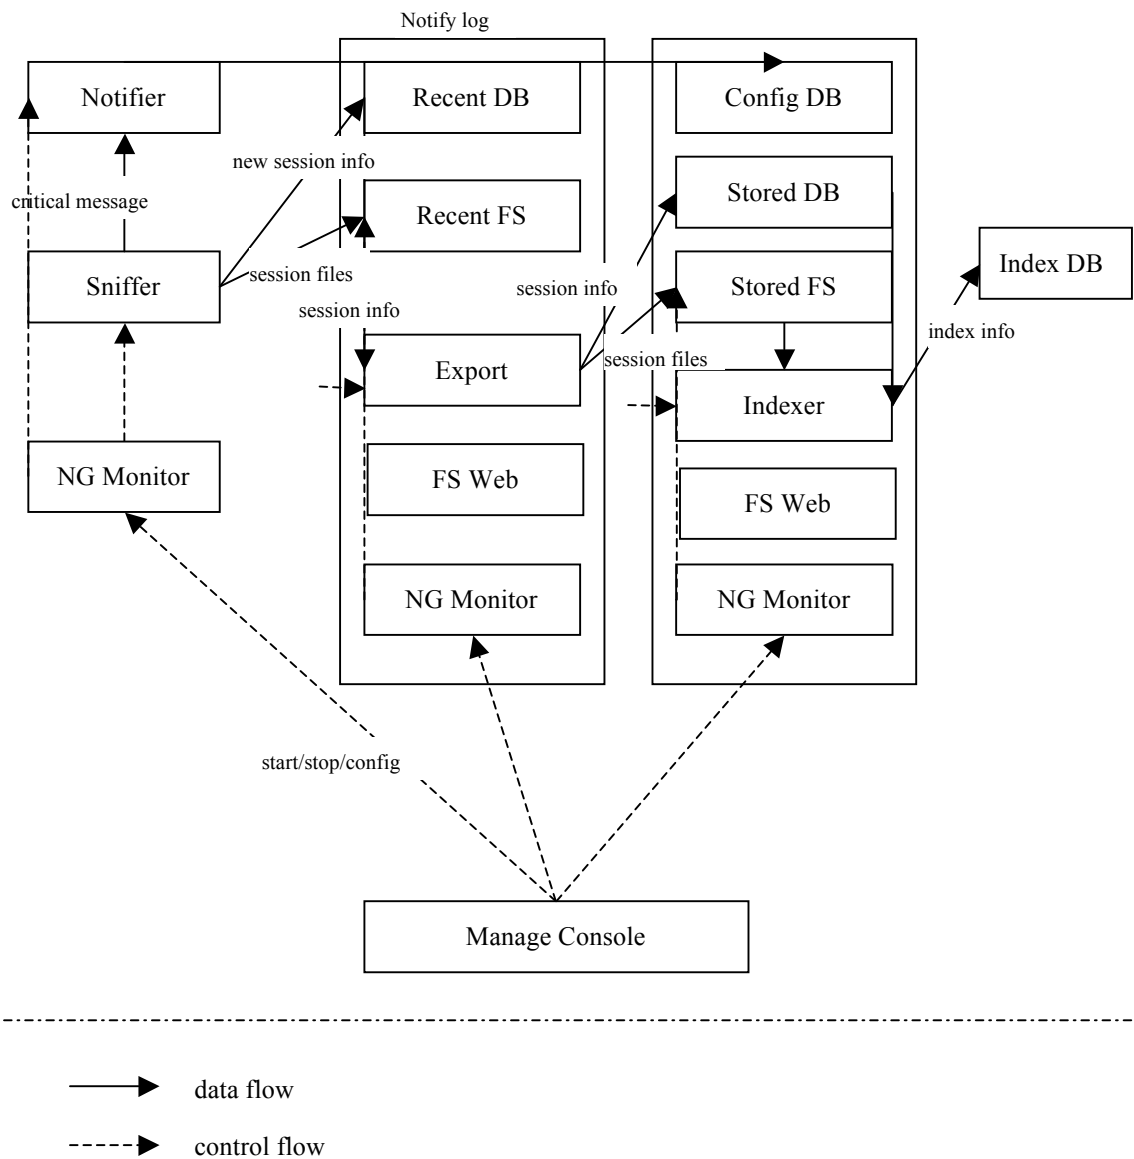 Notify log
Notifier
Recent DB
Config DB
new session info
critical message
Stored DB
Recent FS
Index DB
Sniffer
session files
session info
Stored FS
session info
index info
session files
Export
Indexer
NG Monitor
FS Web
FS Web
NG Monitor
NG Monitor
start/stop/config
Manage Console
data flow
control flow